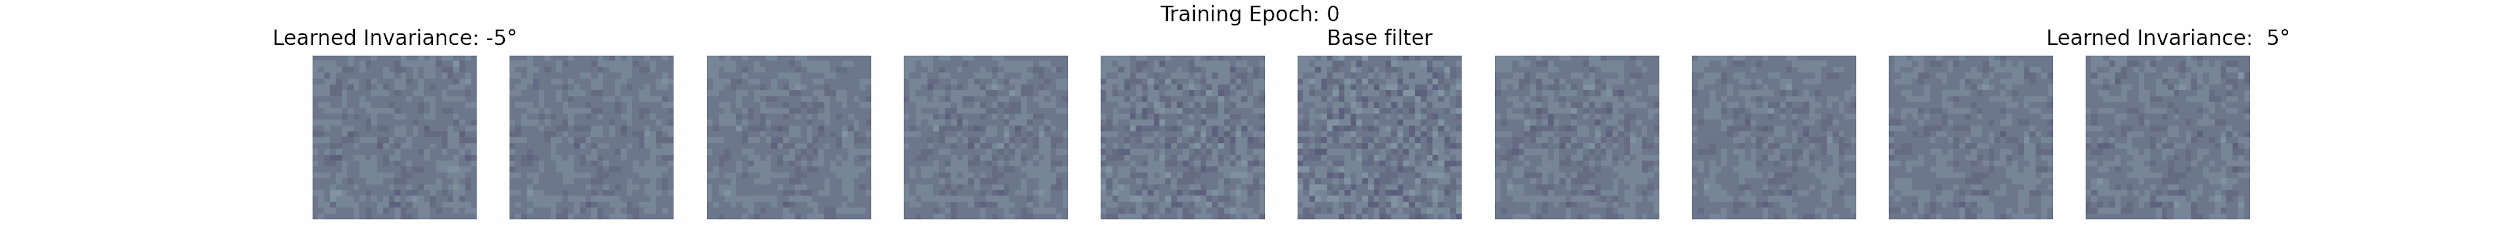 Training Epoch: 0
Learned Invariance: -5°
Base filter
Learned Invariance:  5°